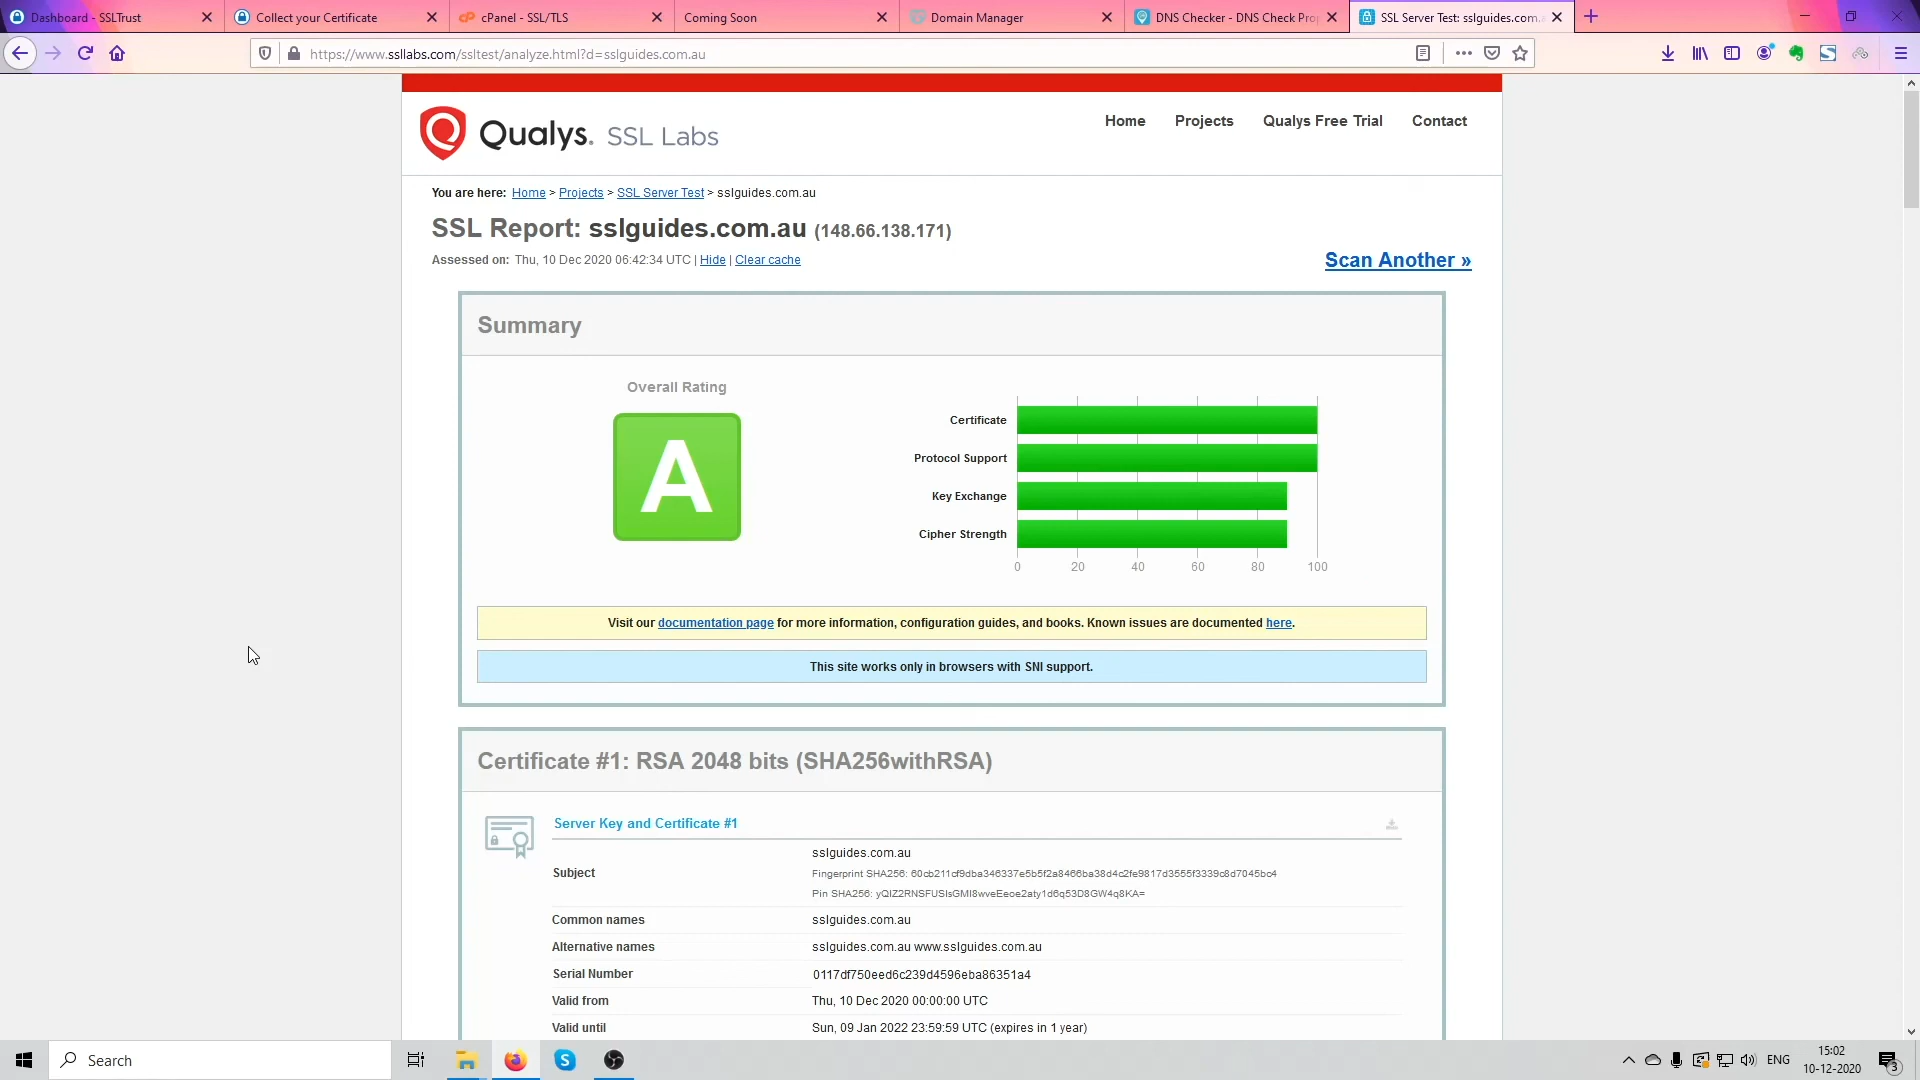 Dashboard - SSLTrust
Collect your Certificate
cPanel - SSL/TLS
Coming Soon
Domain Manager
DNS Checker - DNS Check Pro
SSL Server Test: sslguides.com.a
https://www.ssllabs.com/ssltest/analyze.html?d=sslguides.com.au
Qualys. SSL Labs
Home
Projects
Qualys Free Trial
Contact
You are here: Home > Projects > SSL Server Test > sslguides.com.au
SSL Report: sslguides.com.au (148.66.138.171)
Assessed on: Thu, 10 Dec 2020 06:42:34 UTC | Hide | Clear cache
Scan Another »
Summary
Overall Rating
A
Certificate
Protocol Support
Key Exchange
Cipher Strength
0 20 40 60 80 100
Visit our documentation page for more information, configuration guides, and books. Known issues are documented here.
This site works only in browsers with SNI support.
Certificate #1: RSA 2048 bits (SHA256withRSA)
Server Key and Certificate #1
Subject
sslguides.com.au
Fingerprint SHA256: 60cb211cf9dba346337e5b5f2a8466ba38d4c2fe9817d3555f3339c8d7045bc4
Pin SHA256: yQIZ2RNSFUSIsGMI8wveEeoe2aty1d6q53D8GW4q8KA=
Common names sslguides.com.au
Alternative names sslguides.com.au www.sslguides.com.au
Serial Number 0117df750eed6c239d4596eba86351a4
Valid from Thu, 10 Dec 2020 00:00:00 UTC
Valid until Sun, 09 Jan 2022 23:59:59 UTC (expires in 1 year)
Search
ENG
15:02
10-12-2020
3